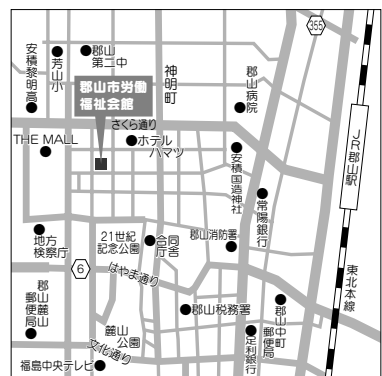 355
安積黎明高
芳山小
郡山
第二中
神明町
郡山病院
郡山市労働
福祉会館
さくら通り
THE MALL
ホテル
ハマツ
JR郡山駅
安積国造神社
常陽銀行
地方
検察庁
21世紀
記念公園
合同
庁舎
郡山消防署
6
はやま通り
東北本線
郡山麓山
郵便局
郡山税務署
郡山中町
郵便局
麓山
公園
文化通り
足利銀行
福島中央テレビ